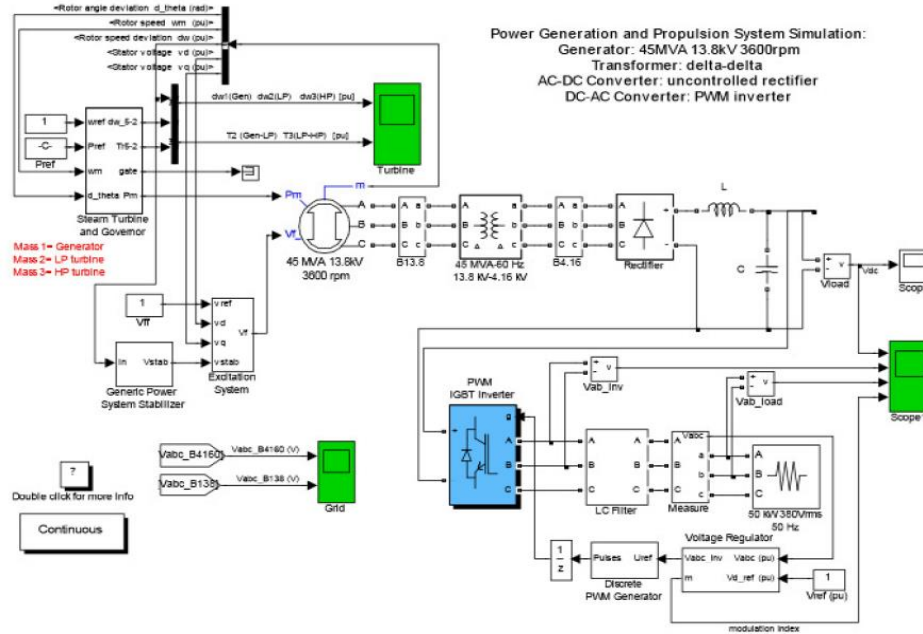 <Rotor angle deviation d_theta (rad)>
<Rotor speed wm (pu)>
<Rotor speed deviation dw (pu)>
<Stator voltage vd (pu)>
<Stator voltage vq (pu)>
Power Generation and Propulsion System Simulation:
Generator: 45MVA 13.8kV 3600rpm
Transformer: delta-delta
AC-DC Converter: uncontrolled rectifier
DC-AC Converter: PWM inverter
dw1(Gen) dw2(LP) dw3(HP) [pu]
T2 (Gen-LP) T3(LP-HP) [pu]
Turbine
1
-C-
Pref
wref
Pref
wm
d_theta
dw_5-2
Tr5-2
gate
Pm
Steam Turbine
and Governor
Mass 1= Generator
Mass 2= LP turbine
Mass 3= HP turbine
Pm
m
Vf_
A
B
C
45 MVA 13.8kV
3600 rpm
A
B
C
a
b
c
B13.8
A
B
C
a
b
c
45 MVA-60 Hz
13.8 kV-4.16 kV
A
B
C
a
b
c
B4.16
A
B
C
+
-
Rectifier
L
C
+
-
v
Vload
Vdc
Scop
1
Vff
v ref
v d
v q
v stab
Vf
Excitation
System
In
Vstab
Generic Power
System Stabilizer
PWM
IGBT Inverter
g
+
-
A
B
C
+
-
v
Vab_Inv
+
-
v
Vab_load
Scope
A
B
C
A
B
C
LC Filter
Vabc
A
B
C
a
b
c
Measure
A
B
C
50 kW 380Vrms
50 Hz
Vabc_B4160
Vabc_B4160 (V)
Vabc_B138
Vabc_B138 (V)
Grid
?
Double click for more Info
Continuous
1
z
Pulses
Uref
Discrete
PWM Generator
Voltage Regulator
Vabc_Inv
Vabc (pu)
m
Vd_ref (pu)
1
Vref (pu)
modulation index